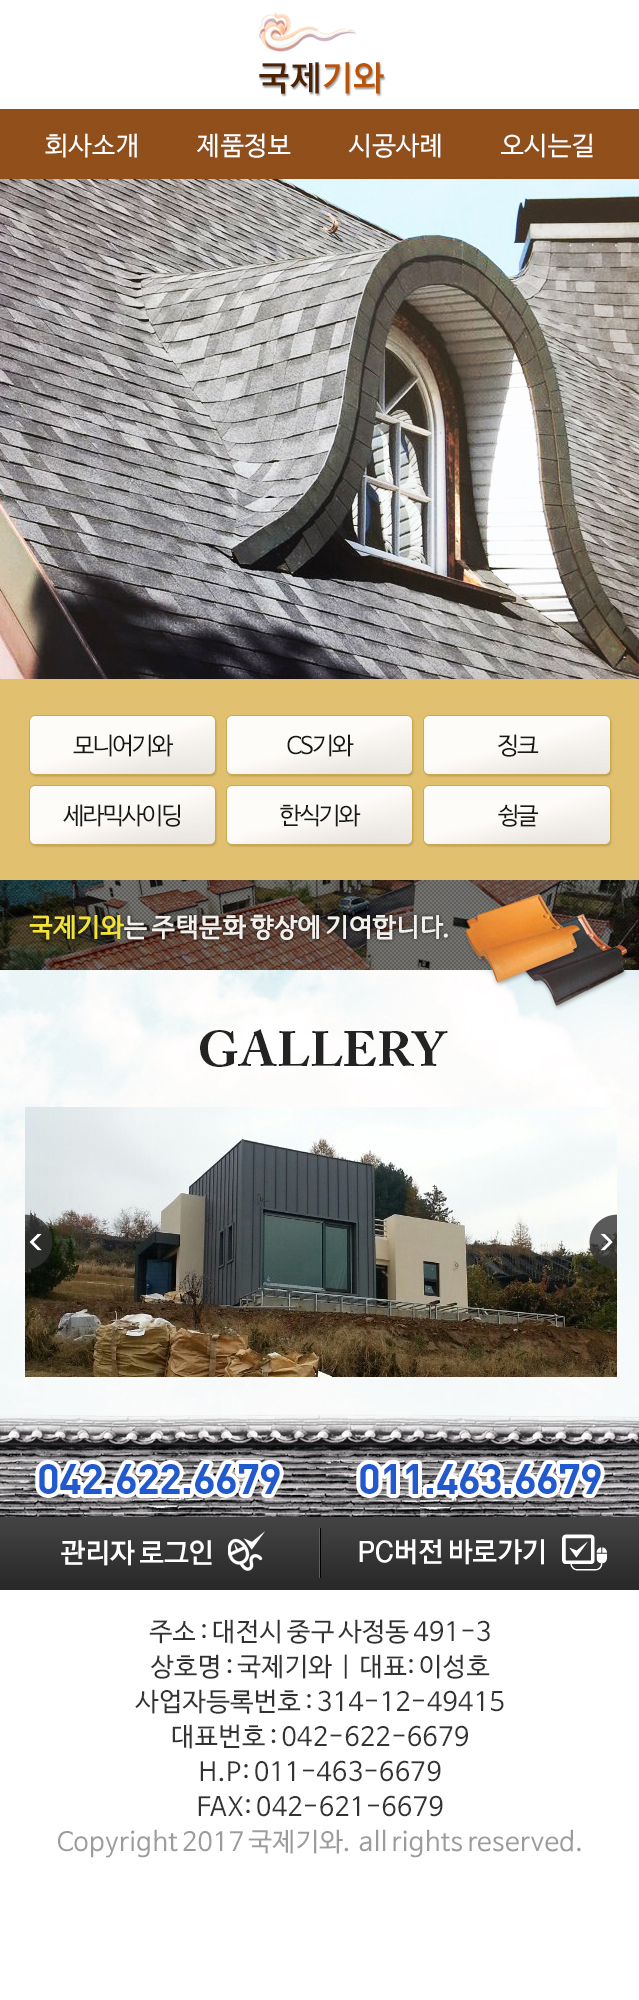 국제기와
회사소개 제품정보 시공사례 오시는길
모니어기와 CS기와 징크
세라믹사이딩 한식기와 슁글
국제기와는 주택문화 향상에 기여합니다.
GALLERY
042.622.6679 011.463.6679
관리자 로그인 PC버전 바로가기
주소 : 대전시 중구 사정동 491-3
상호명 : 국제기와 ㅣ 대표: 이성호
사업자등록번호 : 314-12-49415
대표번호 : 042-622-6679
H.P: 011-463-6679
FAX: 042-621-6679
Copyright 2017 국제기와. all rights reserved.